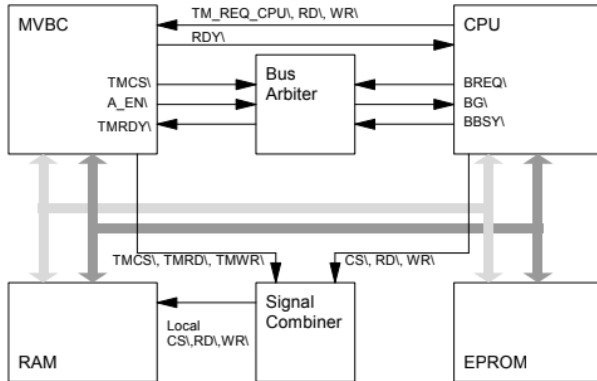 TM_REQ_CPU\, RD\, WR\
MVBC
CPU
RDY\
Bus
Arbiter
TMCS\
A_EN\
TMRDY\
BREQ\
BG\
BBSY\
TMCS\, TMRD\, TMWR\
CS\, RD\, WR\
Local
CS\,RD\,WR\
Signal
Combiner
RAM
EPROM